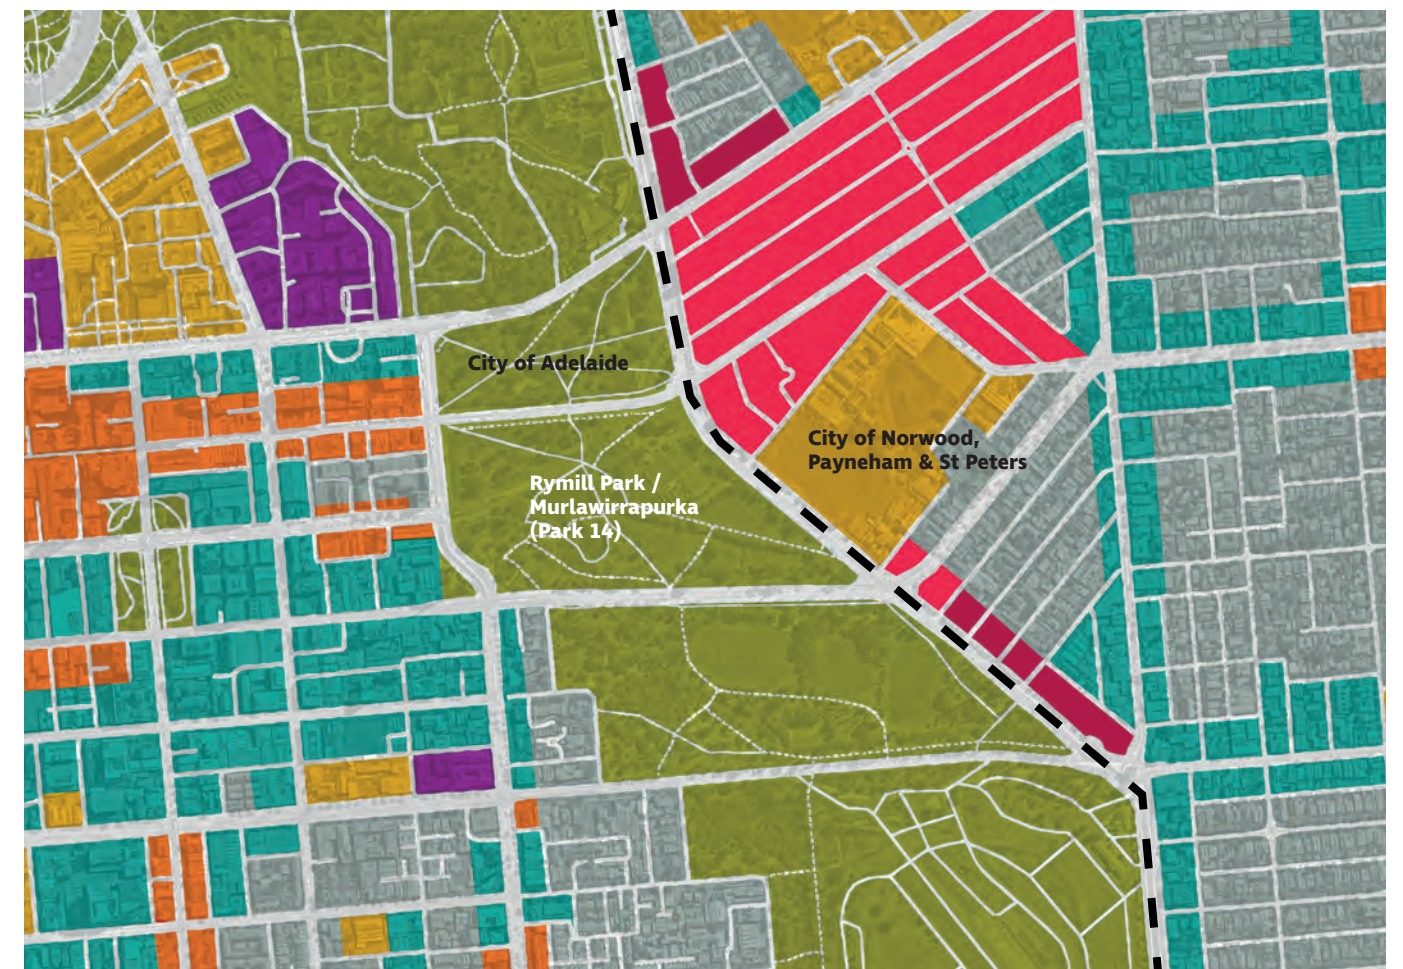 City of Adelaide
City of Norwood,
Payneham & St Peters
Rymill Park /
Murlawirrapurka
(Park 14)